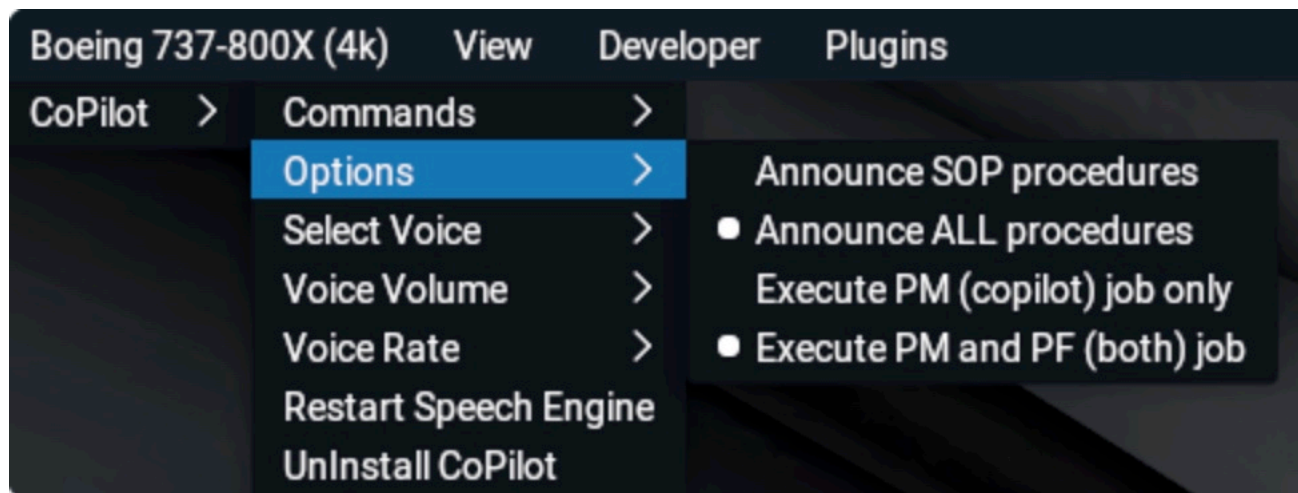 Boeing 737-800X (4k) View Developer Plugins
CoPilot
Commands
Options
Select Voice
Voice Volume
Voice Rate
Restart Speech Engine
UnInstall CoPilot
Announce SOP procedures
Announce ALL procedures
Execute PM (copilot) job only
Execute PM and PF (both) job